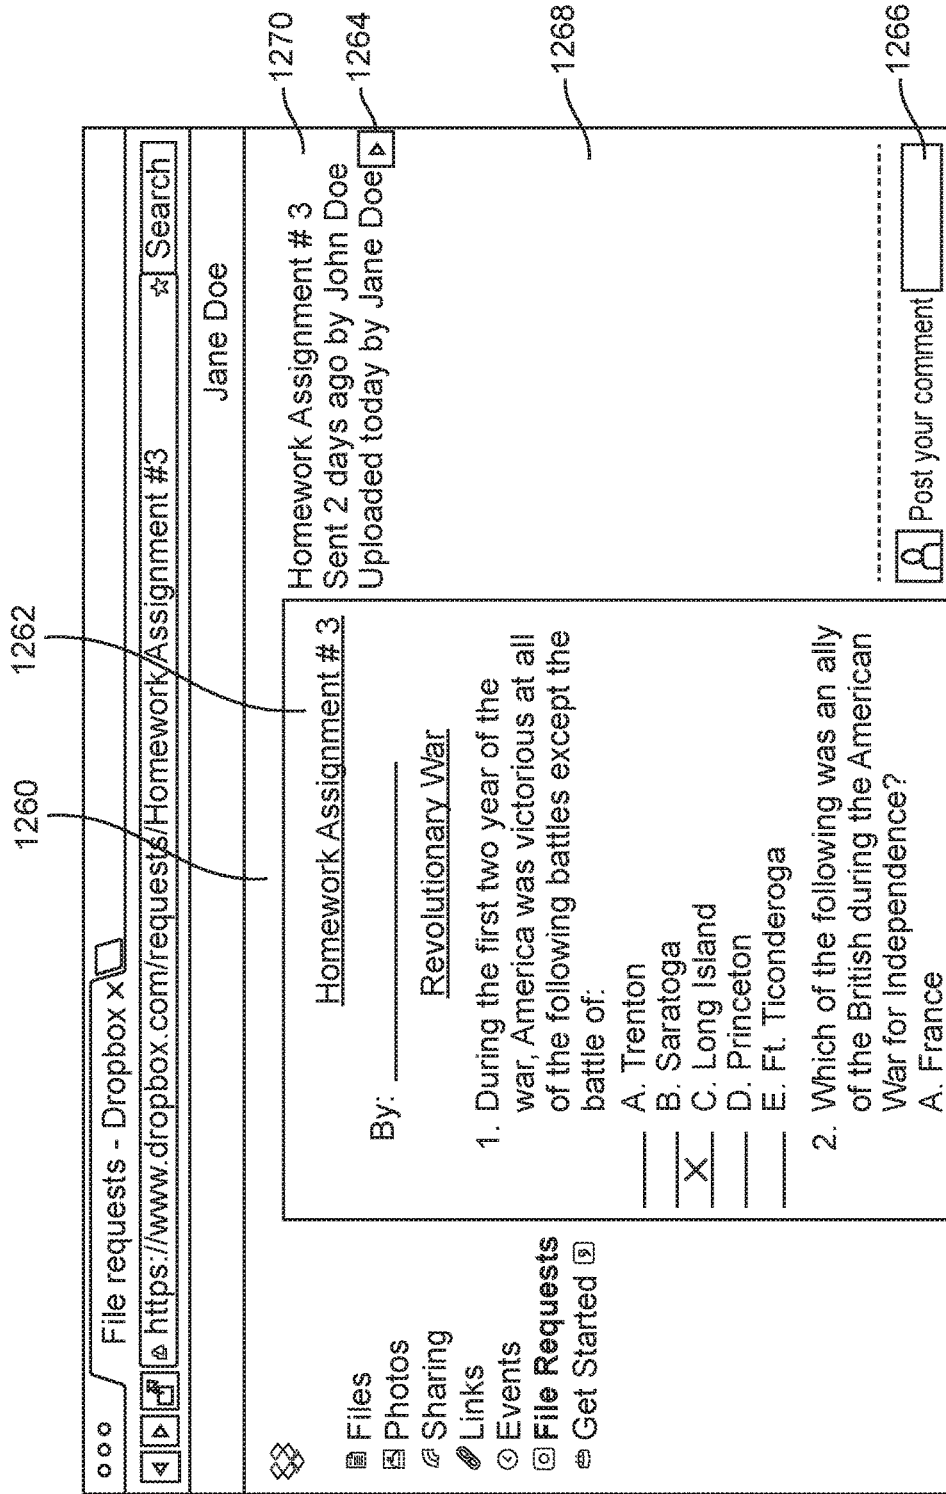 1260
1262
File requests - Dropbox x
https://www.dropbox.com/requests/Homework Assignment #3
Search
Jane Doe
Files
Photos
Sharing
Links
Events
File Requests
Get Started
Homework Assignment # 3
By:
Revolutionary War
1. During the first two year of the
war, America was victorious at all
of the following battles except the
battle of:
A. Trenton
B. Saratoga
X C. Long Island
D. Princeton
E. Ft. Ticonderoga
2. Which of the following was an ally
of the British during the American
War for Independence?
A. France
Homework Assignment # 3
Sent 2 days ago by John Doe
Uploaded today by Jane Doe
Post your comment
1270
1264
1268
1266